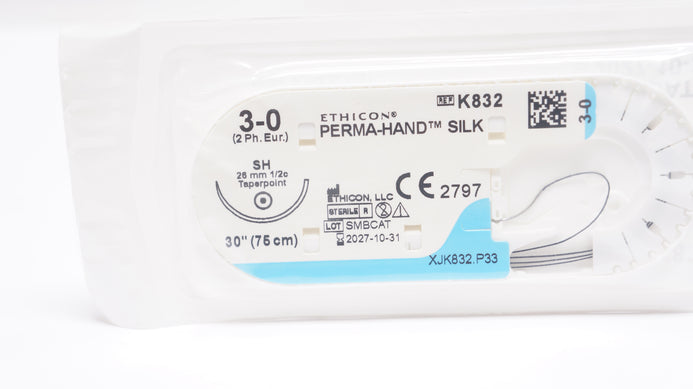 3-0
(2 Ph. Eur.)
SH
26 mm 1/2c
Taperpoint
30" (75 cm)
ETHICON®
PERMA-HAND™ SILK
REF K832
3-0
ETHICON, LLC
CE 2797
STERILE R
LOT SMBCAT
2027-10-31
XJK832.P33